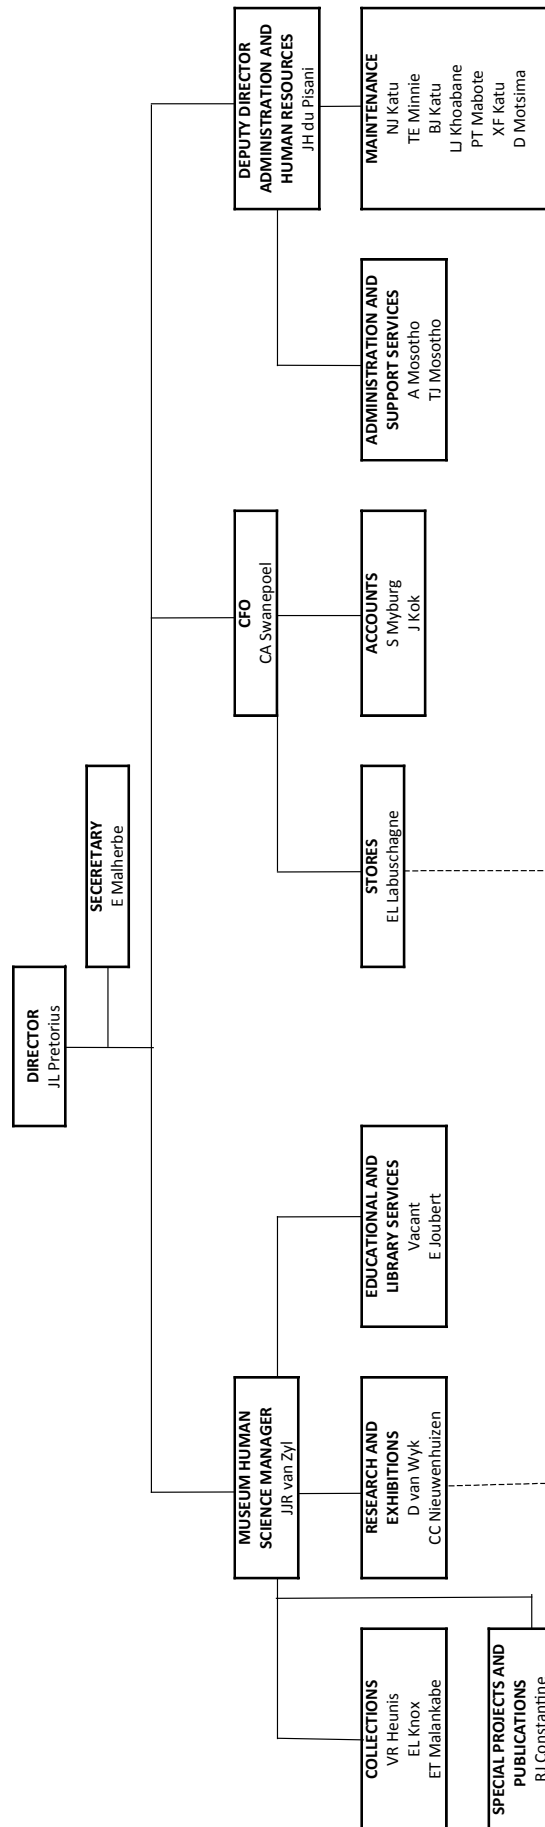 DIRECTOR
JL Pretorius
SECERETARY
E Malherbe
MUSEUM HUMAN
SCIENCE MANAGER
JJR van Zyl
CFO
CA Swanepoel
DEPUTY DIRECTOR
ADMINISTRATION AND
HUMAN RESOURCES
JH du Pisani
COLLECTIONS
VR Heunis
EL Knox
ET Malankabe
RESEARCH AND
EXHIBITIONS
D van Wyk
CC Nieuwenhuizen
EDUCATIONAL AND
LIBRARY SERVICES
Vacant
E Joubert
STORES
EL Labuschagne
ACCOUNTS
S Myburg
J Kok
ADMINISTRATION AND
SUPPORT SERVICES
A Mosotho
TJ Mosotho
MAINTENANCE
NJ Katu
TE Minnie
BJ Katu
LJ Khoabane
PT Mabote
XF Katu
D Motsima
SPECIAL PROJECTS AND
PUBLICATIONS
RJ Constantine